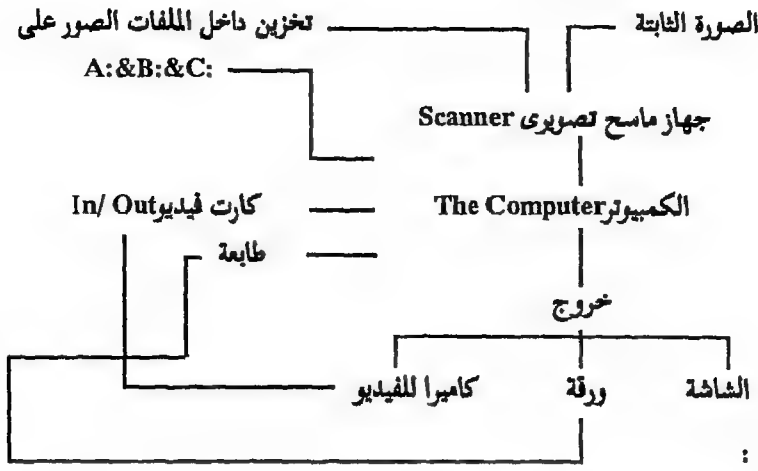 الصورة الثابتة تخزين داخل الملفات الصور على
A:&B:&C:
جهاز ماسح تصويرى Scanner
الكمبيوتر The Computer كارت فيديو In/ Out
طابعة
خروج
الشاشة ورقة كاميرا للفيديو
: